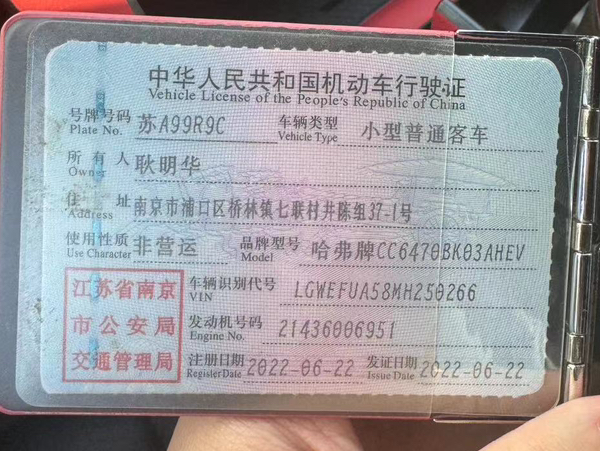 中华人民共和国机动车行驶证
Vehicle License of the People's Republic of China
号牌号码 苏A99R9C 车辆类型 小型普通客车
Plate No. Vehicle Type
所有人 耿明华
Owner
住址 南京市浦口区桥林镇七联村井陈组37-1号
Address
使用性质 非营运 品牌型号 哈弗牌CC6470BK03AHEV
Use Character Model
江苏省南京 车辆识别代号 LGWEFUA58MH250266
VIN
市公安局 发动机号码 21436006951
Engine No.
交通管理局 注册日期 2022-06-22 发证日期 2022-06-22
Register Date Issue Date